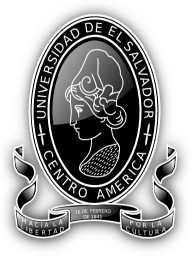 UNIVERSIDAD DE EL SALVADOR
CENTRO AMERICA
HACIA LA
LIBERTAD
16 DE FEBRERO
DE 1841
POR LA
CULTURA